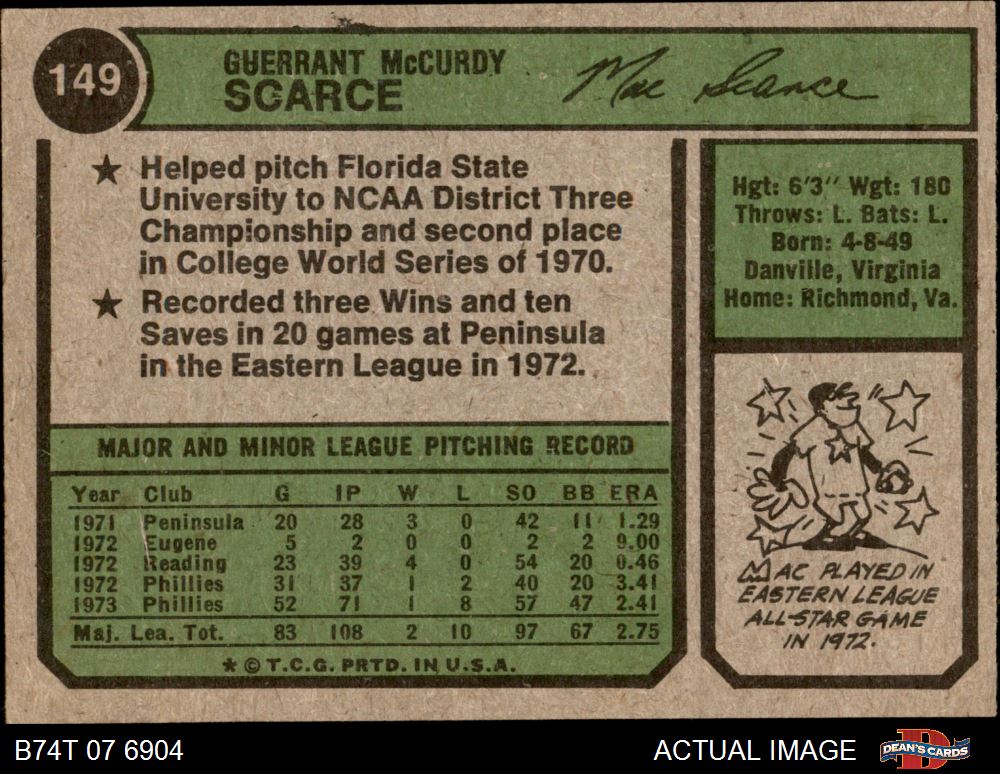 149
GUERRANT McCURDY
SCARCE
Mac Scarce
★ Helped pitch Florida State
University to NCAA District Three
Championship and second place
in College World Series of 1970.
★ Recorded three Wins and ten
Saves in 20 games at Peninsula
in the Eastern League in 1972.
Hgt: 6'3" Wgt: 180
Throws: L. Bats: L.
Born: 4-8-49
Danville, Virginia
Home: Richmond, Va.
MAJOR AND MINOR LEAGUE PITCHING RECORD
Year Club G IP W L SO BB ERA
1971 Peninsula 20 28 3 0 42 11 1.29
1972 Eugene 5 2 0 0 2 2 9.00
1972 Reading 23 39 4 0 54 20 0.46
1972 Phillies 31 37 1 2 40 20 3.41
1973 Phillies 52 71 1 8 57 47 2.41
Maj. Lea. Tot. 83 108 2 10 97 67 2.75
★ © T.C.G. PRTD. IN U.S.A.
MAC PLAYED IN
EASTERN LEAGUE
ALL-STAR GAME
IN 1972.
B74T 07 6904
ACTUAL IMAGE
DEAN'S CARDS